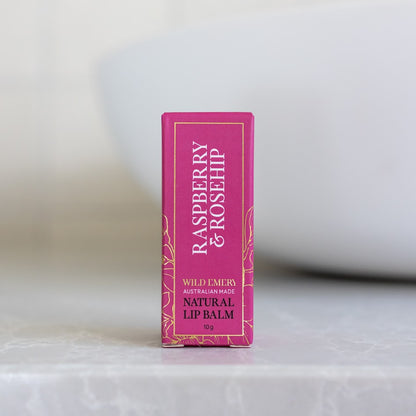 RASPBERRY
& ROSEHIP
WILD EMERY
AUSTRALIAN MADE
NATURAL
LIP BALM
10g